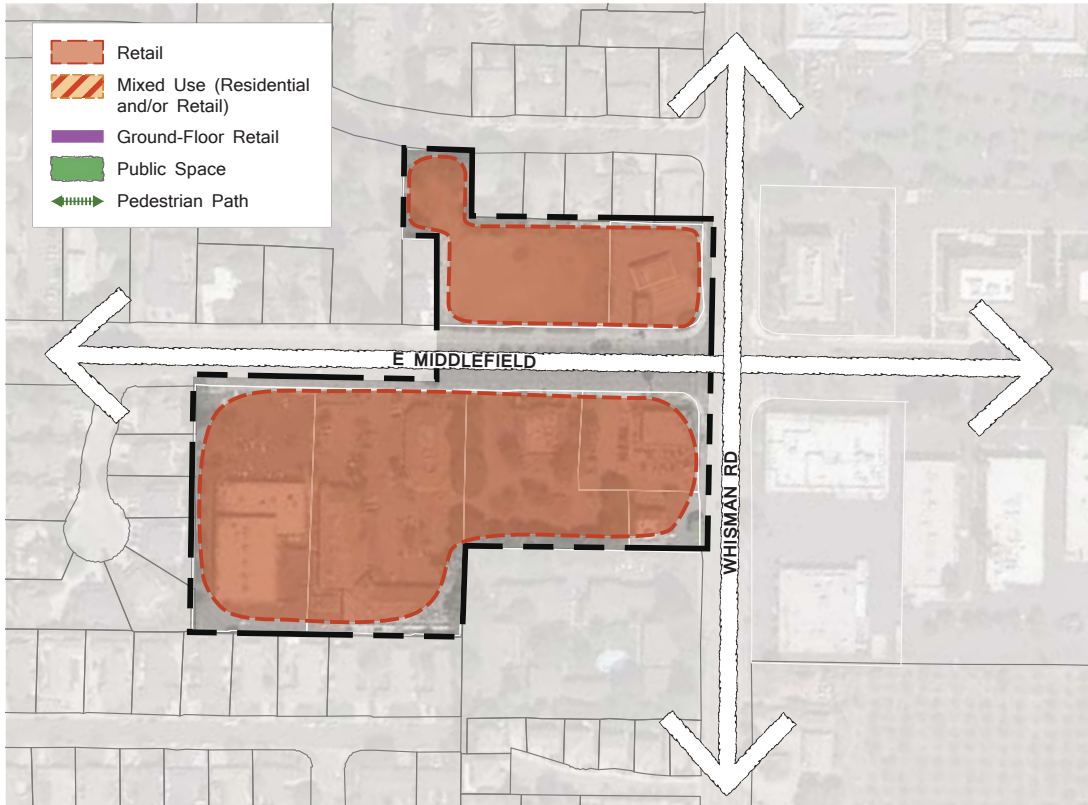 Retail
Mixed Use (Residential
and/or Retail)
Ground-Floor Retail
Public Space
Pedestrian Path
E MIDDLEFIELD
WHISMAN RD